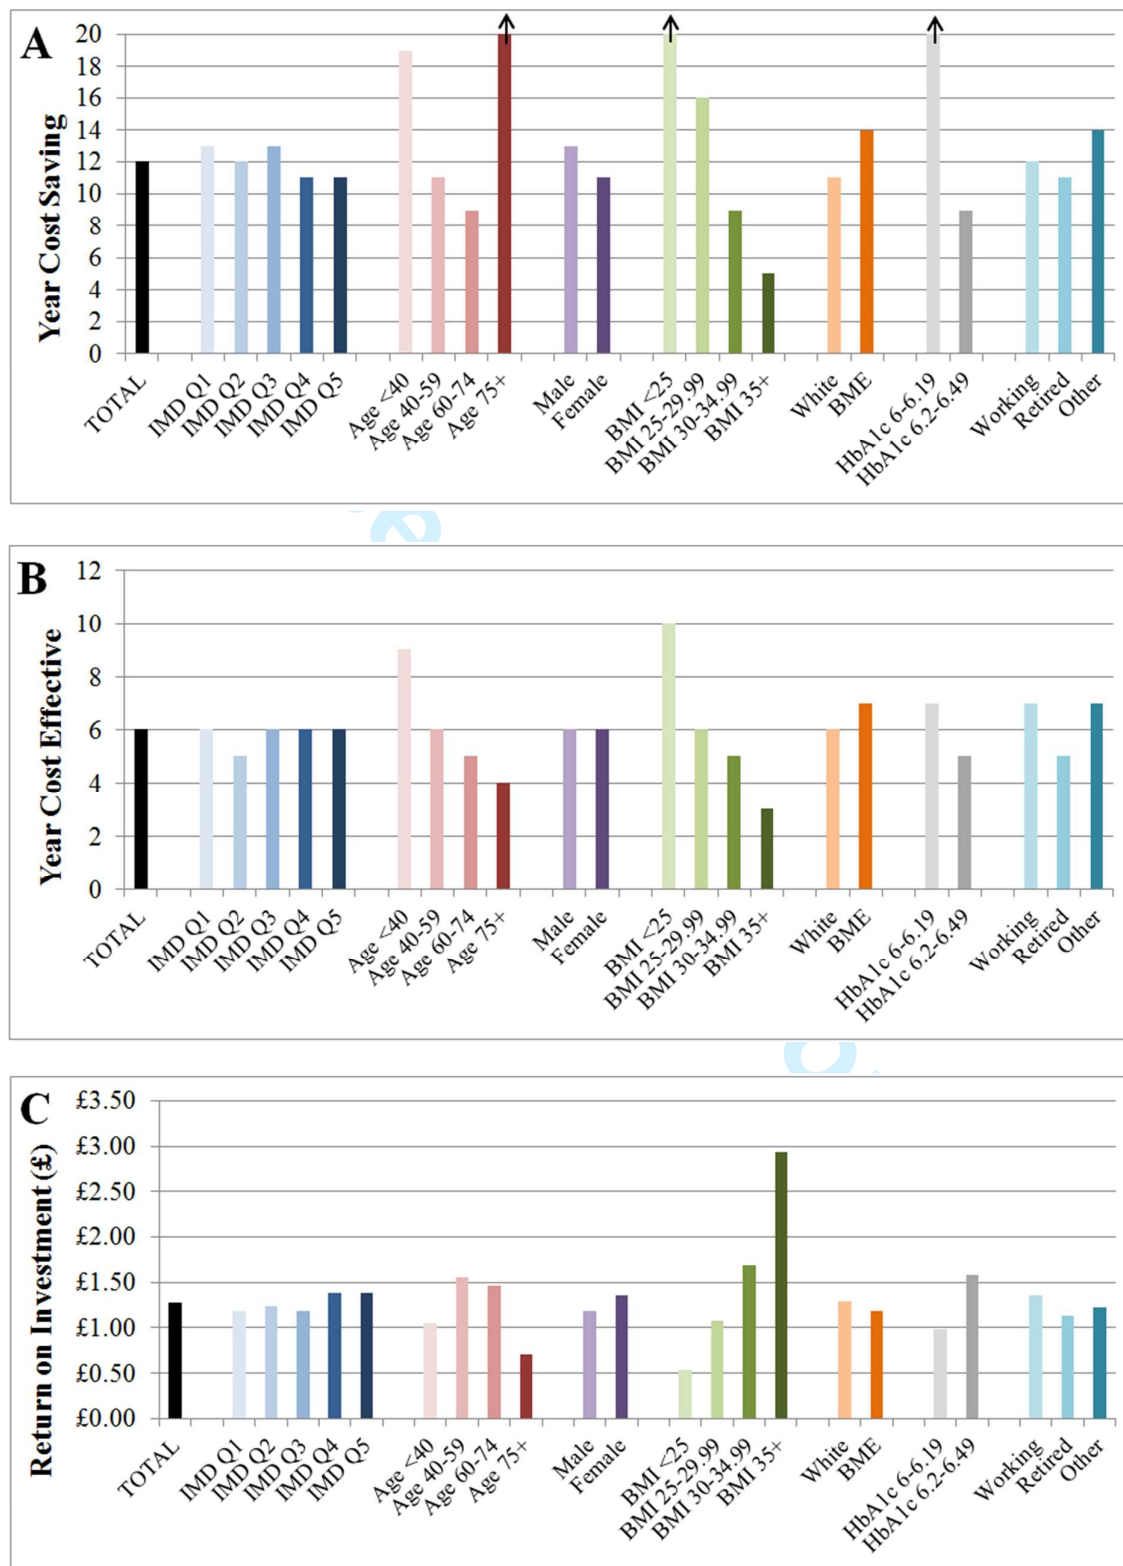 A
Year Cost Saving
20
18
16
14
12
10
8
6
4
2
0
TOTAL
IMD Q1
IMD Q2
IMD Q3
IMD Q4
IMD Q5
Age <40
Age 40-59
Age 60-74
Age 75+
Male
Female
BMI <25
BMI 25-29.99
BMI 30-34.99
BMI 35+
White
BME
HbA1c 6-6.19
HbA1c 6.2-6.49
Working
Retired
Other
B
Year Cost Effective
12
10
8
6
4
2
0
TOTAL
IMD Q1
IMD Q2
IMD Q3
IMD Q4
IMD Q5
Age <40
Age 40-59
Age 60-74
Age 75+
Male
Female
BMI <25
BMI 25-29.99
BMI 30-34.99
BMI 35+
White
BME
HbA1c 6-6.19
HbA1c 6.2-6.49
Working
Retired
Other
C
Return on Investment (£)
£3.50
£3.00
£2.50
£2.00
£1.50
£1.00
£0.50
£0.00
TOTAL
IMD Q1
IMD Q2
IMD Q3
IMD Q4
IMD Q5
Age <40
Age 40-59
Age 60-74
Age 75+
Male
Female
BMI <25
BMI 25-29.99
BMI 30-34.99
BMI 35+
White
BME
HbA1c 6-6.19
HbA1c 6.2-6.49
Working
Retired
Other